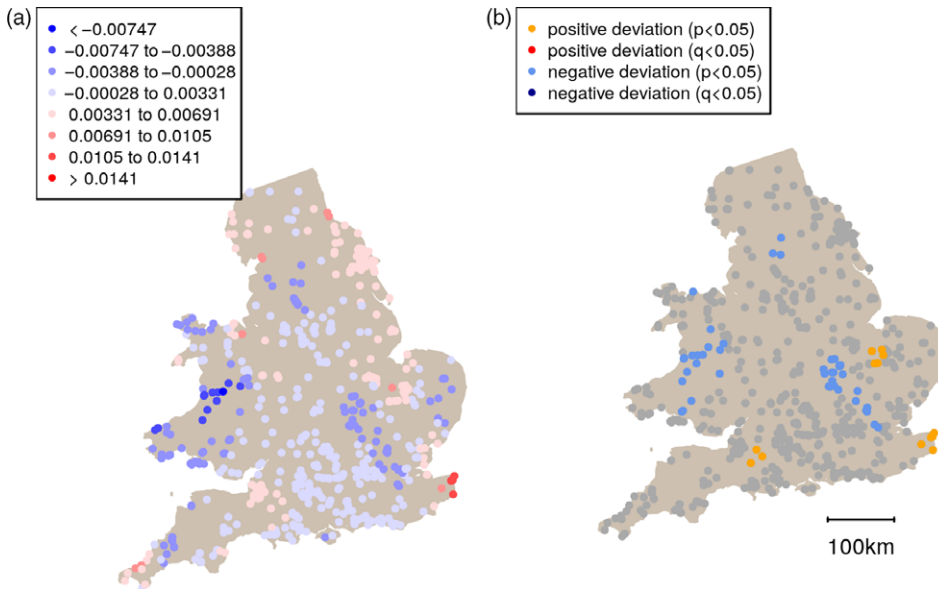 (a)
< −0.00747
−0.00747 to −0.00388
−0.00388 to −0.00028
−0.00028 to 0.00331
0.00331 to 0.00691
0.00691 to 0.0105
0.0105 to 0.0141
> 0.0141
(b)
positive deviation (p<0.05)
positive deviation (q<0.05)
negative deviation (p<0.05)
negative deviation (q<0.05)
100km